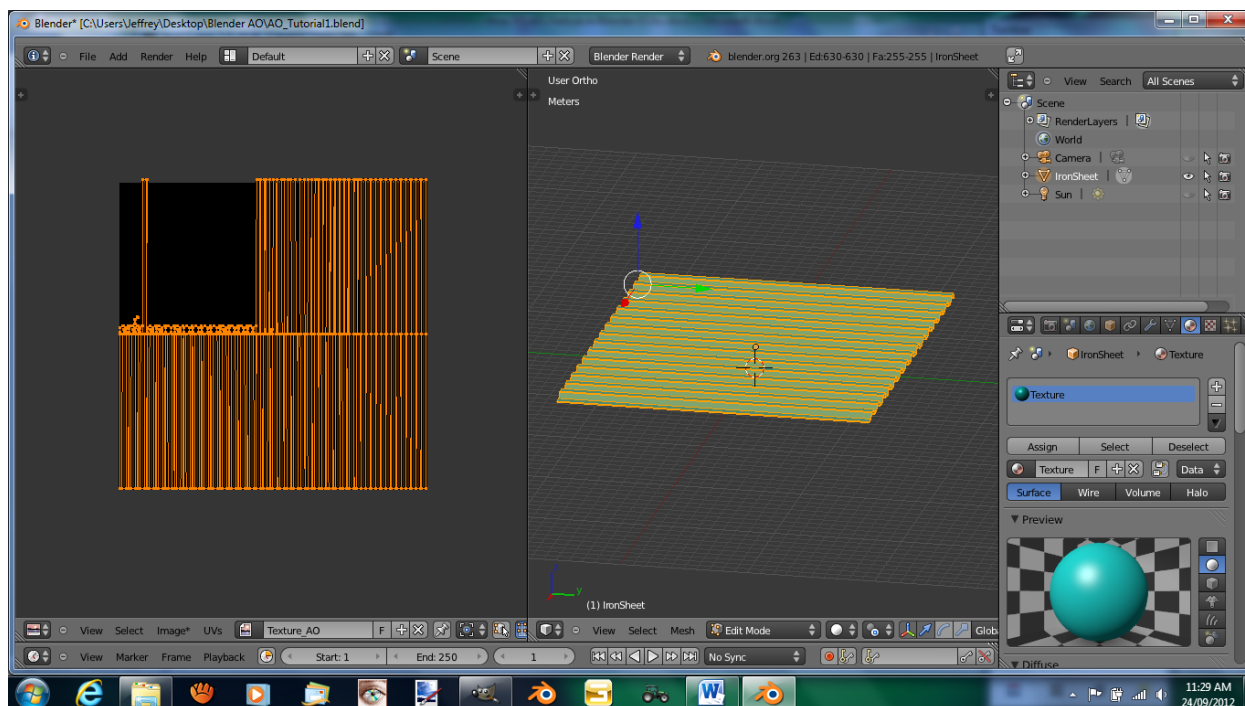 Blender* [C:\Users\Jeffrey\Desktop\Blender AO\AO_Tutorial1.blend]
File Add Render Help Default Scene Blender Render blender.org 263 | Ed:630-630 | Fa:255-255 | IronSheet
User Ortho
Meters
View Search All Scenes
Scene
RenderLayers |
World
Camera |
IronSheet |
Sun |
IronSheet Texture
Texture
Assign Select Deselect
Texture F Data
Surface Wire Volume Halo
Preview
y
(1) IronSheet
View Select Image* UVs Texture_AO F View Select Mesh Edit Mode Glob
Diffuse
View Marker Frame Playback Start: 1 End: 250 1 No Sync
11:29 AM
24/09/2012